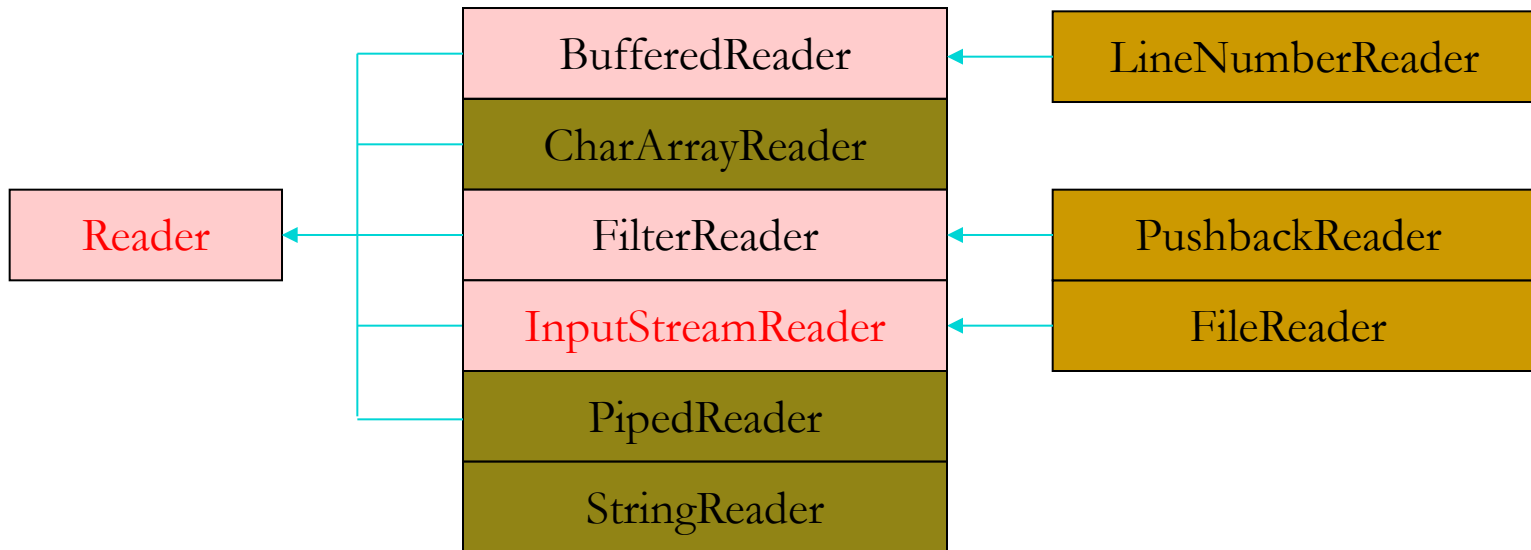 BufferedReader
LineNumberReader
CharArrayReader
Reader
FilterReader
PushbackReader
InputStreamReader
FileReader
PipedReader
StringReader